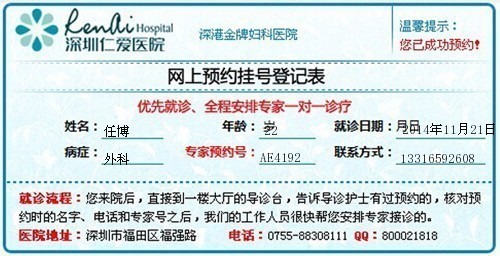 RenAi Hospital
深圳仁爱医院
深港金牌妇科医院
温馨提示:
您已成功预约!
网上预约挂号登记表
优先就诊、全程安排专家一对一诊疗
姓名: 任博 年龄: 22 岁 就诊日期: 2014年11月21日
病症: 外科 专家预约号: AE4192 联系方式: 13316592608
就诊流程: 您来院后,直接到一楼大厅的导诊台,告诉导诊护士有过预约的,核对预
约时的名字、电话和专家号之后,我们的工作人员很快帮您安排专家接诊的。
医院地址: 深圳市福田区福强路 电话: 0755-88308111 QQ: 800021818